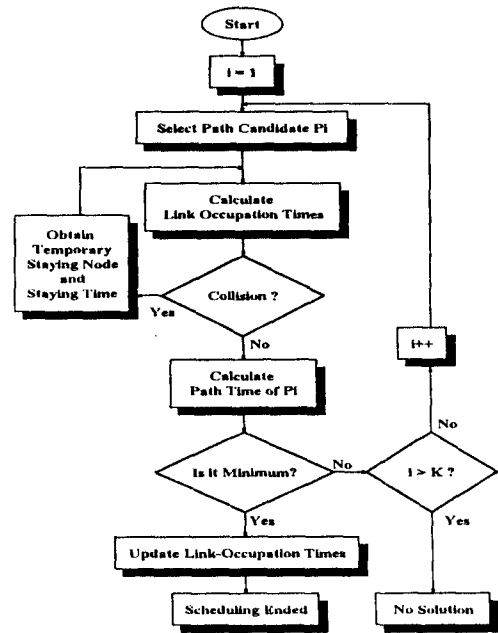 Start
i = 1
Select Path Candidate Pi
Calculate
Link Occupation Times
Obtain
Temporary
Staying Node
and
Staying Time
Collision ?
Yes
No
i++
Calculate
Path Time of Pi
No
Is it Minimum?
No
i > K ?
Yes
Yes
Update Link-Occupation Times
Scheduling Ended
No Solution